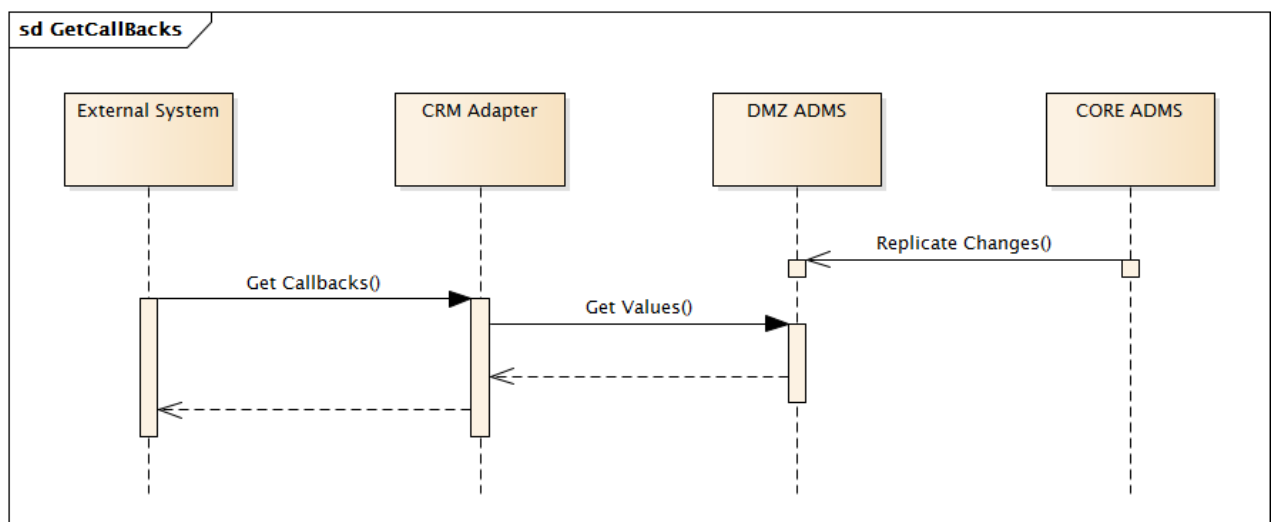 sd GetCallBacks
External System
CRM Adapter
DMZ ADMS
CORE ADMS
Replicate Changes()
Get Callbacks()
Get Values()